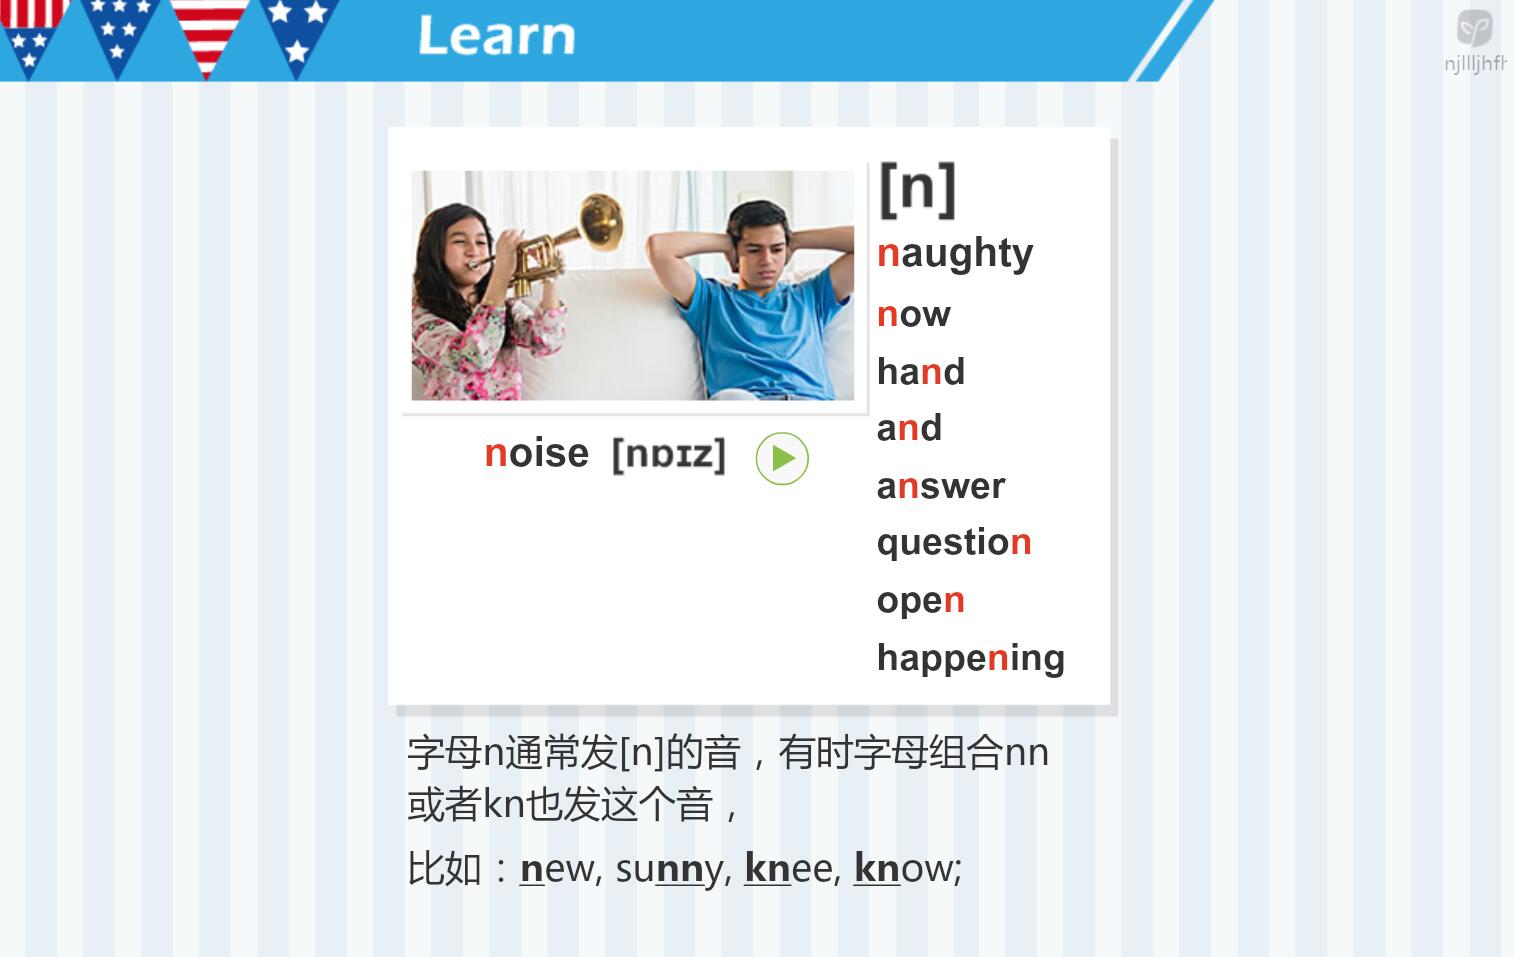 Learn
njllljhfh
[n]
naughty
now
hand
and
answer
question
open
happening
noise [nɒɪz]
字母n通常发[n]的音，有时字母组合nn
或者kn也发这个音，
比如：new, sunny, knee, know;